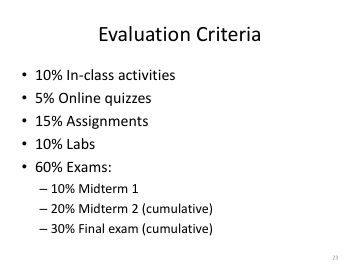 Evaluation Criteria
• 10% In-class activities
• 5% Online quizzes
• 15% Assignments
• 10% Labs
• 60% Exams:
– 10% Midterm 1
– 20% Midterm 2 (cumulative)
– 30% Final exam (cumulative)
23